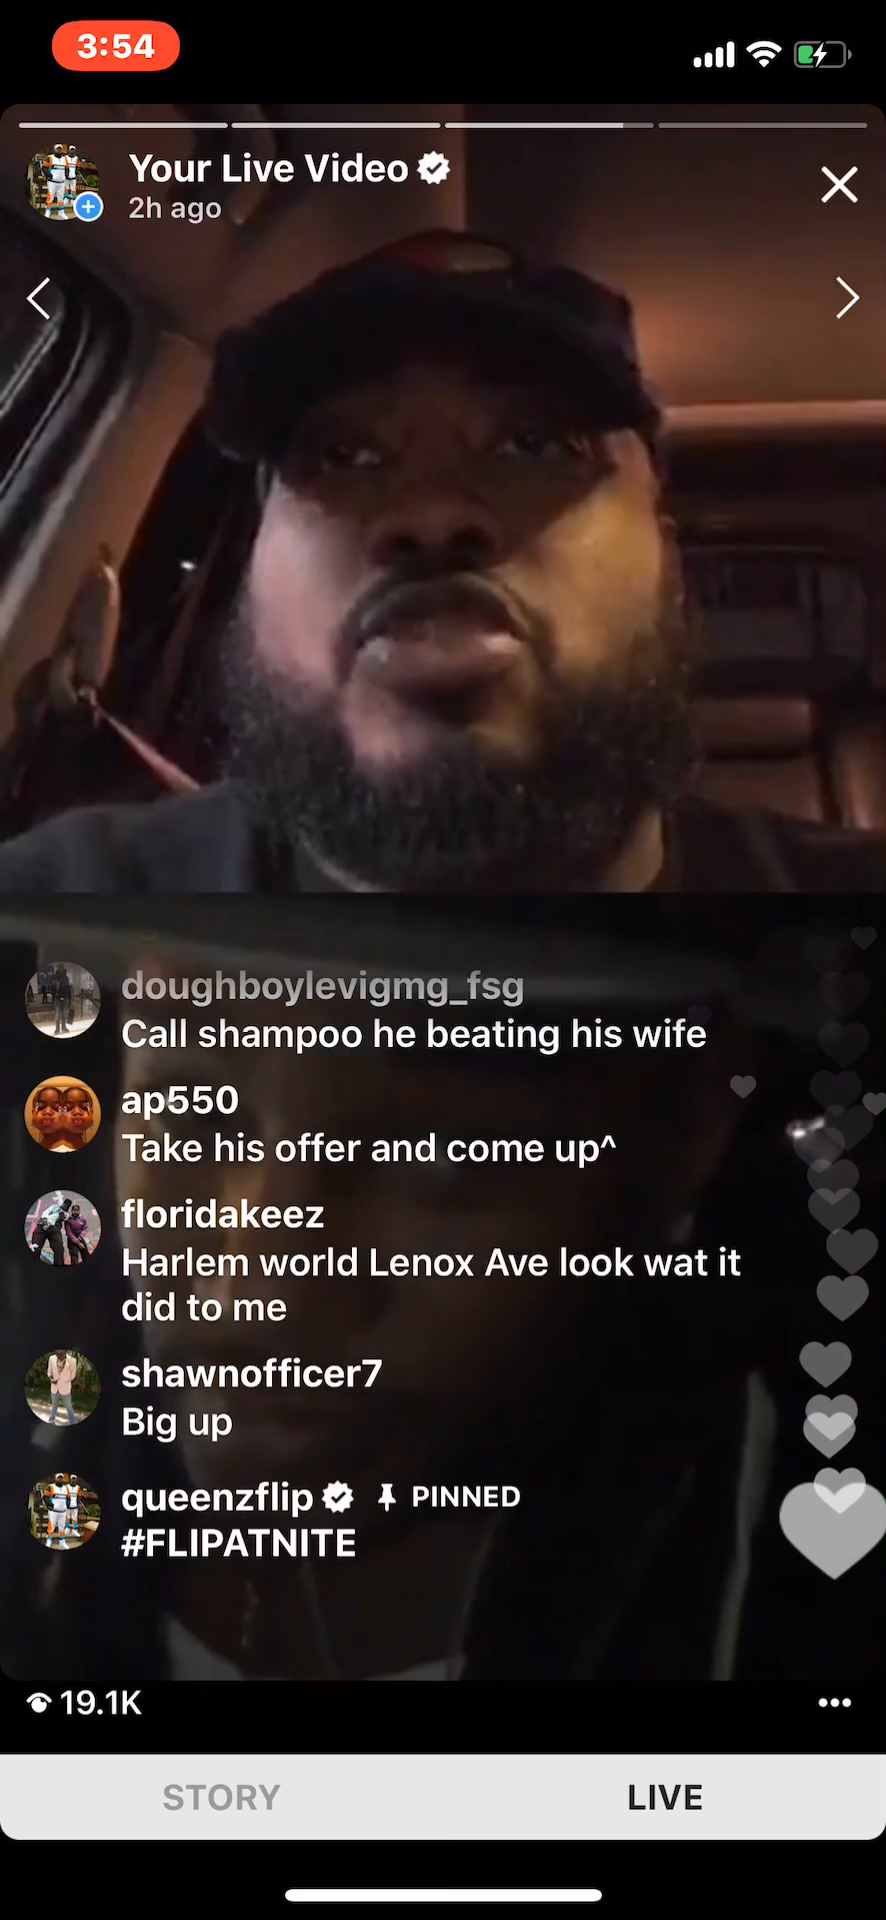 3:54
Your Live Video
2h ago
doughboylevigmg_fsg
Call shampoo he beating his wife
ap550
Take his offer and come up^
floridakeez
Harlem world Lenox Ave look wat it
did to me
shawnofficer7
Big up
queenzflip PINNED
#FLIPATNITE
19.1K
STORY LIVE